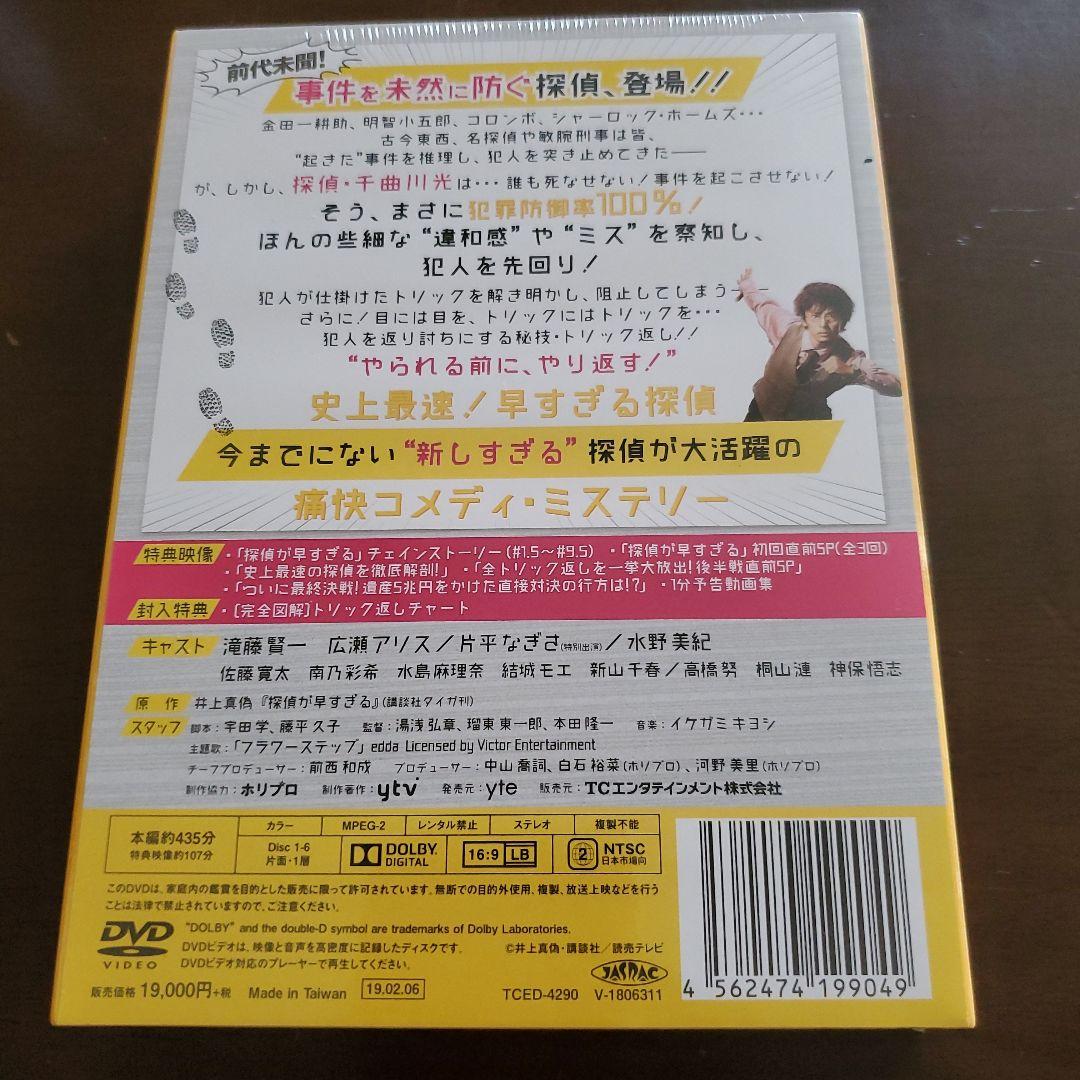 前代未聞!
事件を未然に防ぐ探偵、登場!!
金田一耕助、明智小五郎、コロンボ、シャーロック・ホームズ・・・
古今東西、名探偵や敏腕刑事は皆、
“起きた”事件を推理し、犯人を突き止めてきた――
が、しかし、探偵・千曲川光は・・・誰も死なせない!事件を起こさせない!
そう、まさに犯罪防御率100%!
ほんの些細な“違和感”や“ミス”を察知し、
犯人を先回り!
犯人が仕掛けたトリックを解き明かし、阻止してしまう――
さらに!目には目を、トリックにはトリックを・・・
犯人を返り討ちにする秘技・トリック返し!!
“やられる前に、やり返す!”
史上最速!早すぎる探偵
今までにない“新しすぎる”探偵が大活躍の
痛快コメディ・ミステリー
特典映像 ・「探偵が早すぎる」チェインストーリー(#1.5〜#9.5) ・「探偵が早すぎる」初回直前SP(全3回)
・「史上最速の探偵を徹底解剖!」 ・「全トリック返しを一挙大放出!後半戦直前SP」
・「ついに最終決戦!遺産5兆円をかけた直接対決の行方は!?」 ・1分予告動画集
封入特典 ・〔完全図解〕トリック返しチャート
キャスト 滝藤賢一 広瀬アリス／片平なぎさ(特別出演)／水野美紀
佐藤寛太 南乃彩希 水島麻理奈 結城モエ 新山千春／高橋努 桐山漣 神保悟志
原作 井上真偽『探偵が早すぎる』(講談社タイガ刊)
スタッフ 脚本:宇田学、藤平久子 監督:湯浅弘章、瑠東東一郎、本田隆一 音楽:イケガミキヨシ
主題歌:「フラワーステップ」edda Licensed by Victor Entertainment
チーフプロデューサー:前西和成 プロデューサー:中山喬詞、白石裕菜(ホリプロ)、河野美里(ホリプロ)
制作協力:ホリプロ 制作著作:ytv 発売元:yte 販売元:TCエンタテインメント株式会社
本編約435分
特典映像約107分
カラー MPEG-2 レンタル禁止 ステレオ 複製不能
Disc 1-6
片面・1層
DOLBY DIGITAL
16:9 LB
2 NTSC
日本市場向
このDVDは、家庭内の鑑賞を目的とした販売に限って許可されています。無断での目的外使用、複製、放送上映などを行う
ことは法律で禁止されていますので、ご注意ください。
DVD VIDEO
“DOLBY” and the double-D symbol are trademarks of Dolby Laboratories.
DVDビデオは、映像と音声を高密度に記録したディスクです。
DVDビデオ対応のプレーヤーで再生してください。
©井上真偽・講談社／読売テレビ
JASRAC
販売価格 19,000円+税 Made in Taiwan 19.02.06
TCED-4290 V-1806311
4 562474 199049